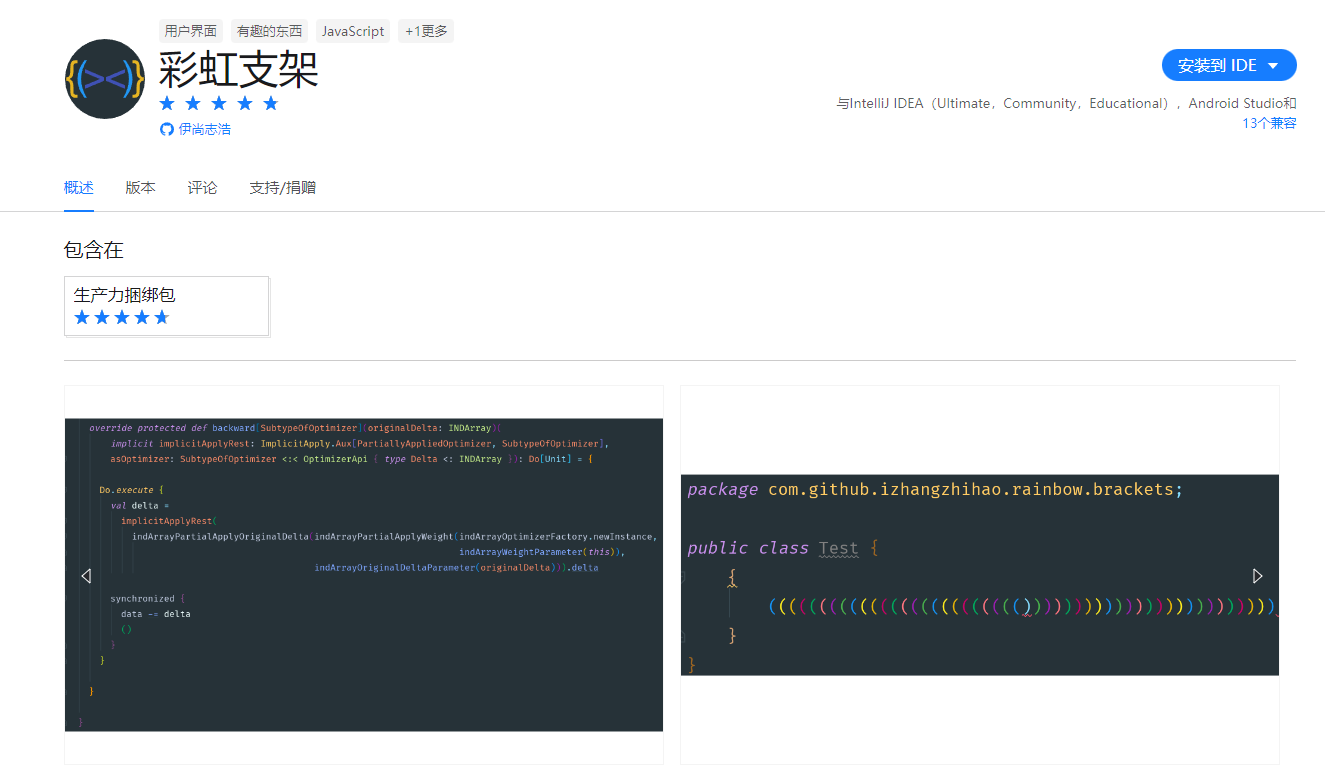 用户界面 有趣的东西 JavaScript +1更多
{(><)}
彩虹支架
安装到 IDE
伊尚志浩
与IntelliJ IDEA（Ultimate，Community，Educational），Android Studio和
13个兼容
概述 版本 评论 支持/捐赠
包含在
生产力捆绑包
override protected def backward[SubtypeOfOptimizer](originalDelta: INDArray)(
implicit implicitApplyRest: ImplicitApply.Aux[PartiallyAppliedOptimizer, SubtypeOfOptimizer],
asOptimizer: SubtypeOfOptimizer <:< OptimizerApi { type Delta <: INDArray }): Do[Unit] = {
Do.execute {
val delta =
implicitApplyRest(
indArrayPartialApplyOriginalDelta(indArrayPartialApplyWeight(indArrayOptimizerFactory.newInstance,
indArrayWeightParameter(this)),
indArrayOriginalDeltaParameter(originalDelta))).delta
synchronized {
data -= delta
()
}
}
}
}
package com.github.izhangzhihao.rainbow.brackets;
public class Test {
{
}
}